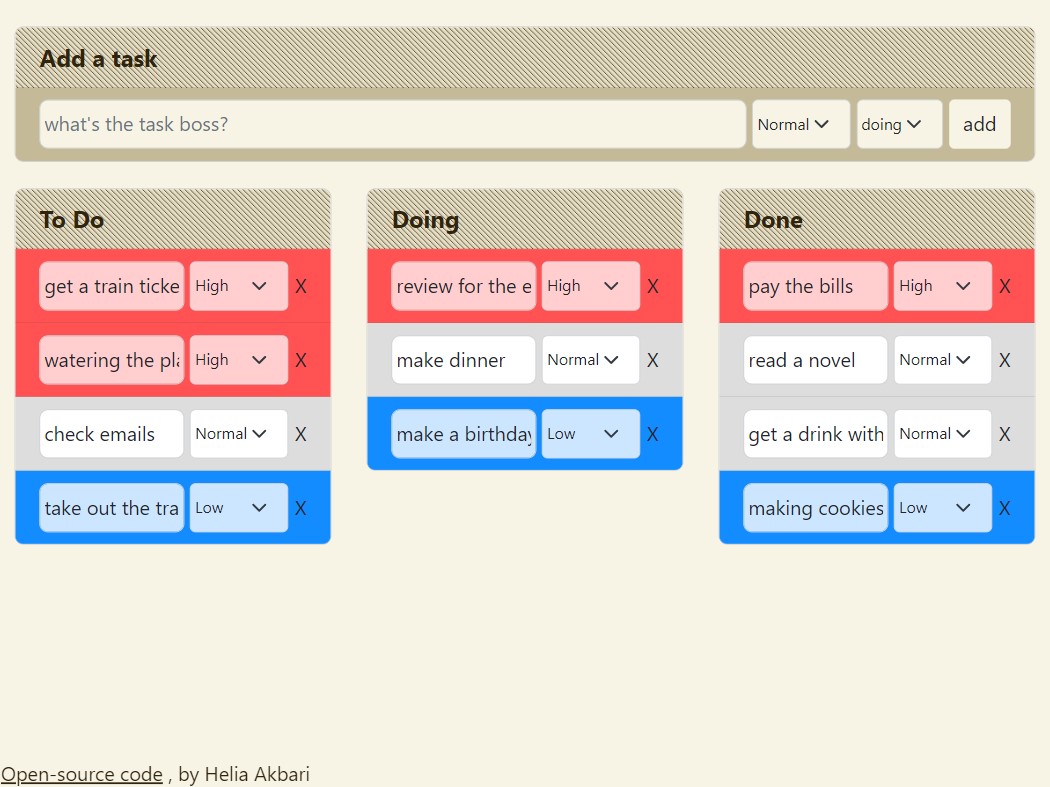 Add a task
what's the task boss? Normal doing add
To Do
get a train ticke High X
watering the pla High X
check emails Normal X
take out the tra Low X
Doing
review for the e High X
make dinner Normal X
make a birthday Low X
Done
pay the bills High X
read a novel Normal X
get a drink with Normal X
making cookies Low X
Open-source code , by Helia Akbari